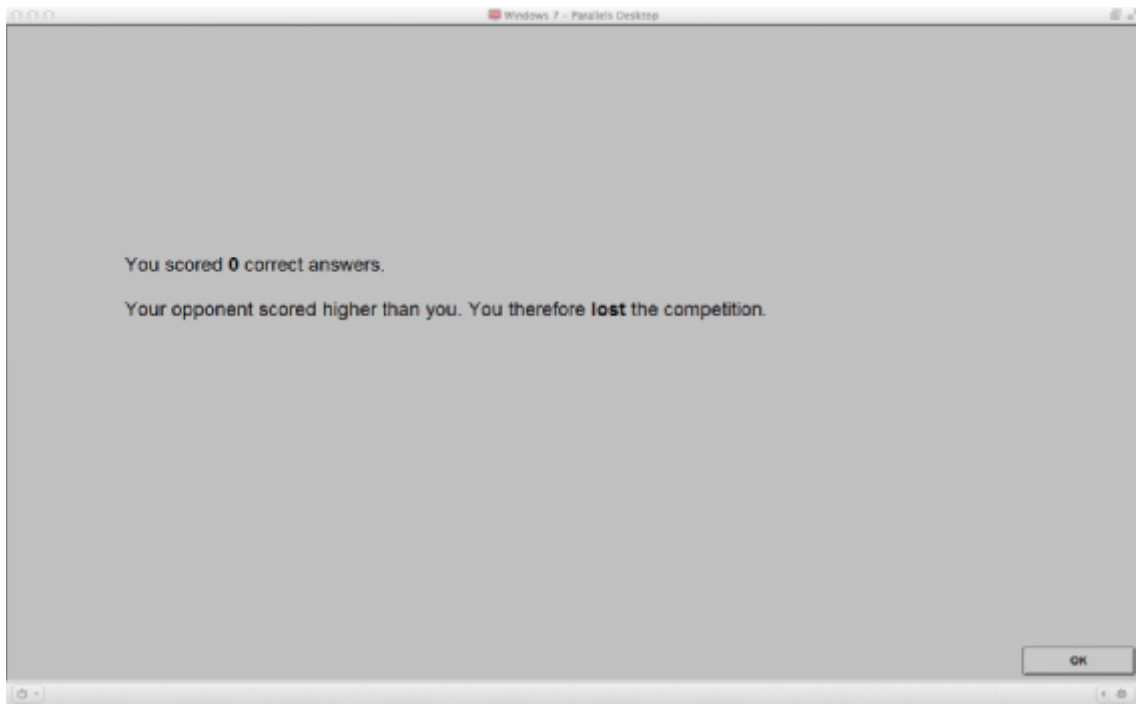 Windows 7 - Parallels Desktop
You scored 0 correct answers.
Your opponent scored higher than you. You therefore lost the competition.
OK